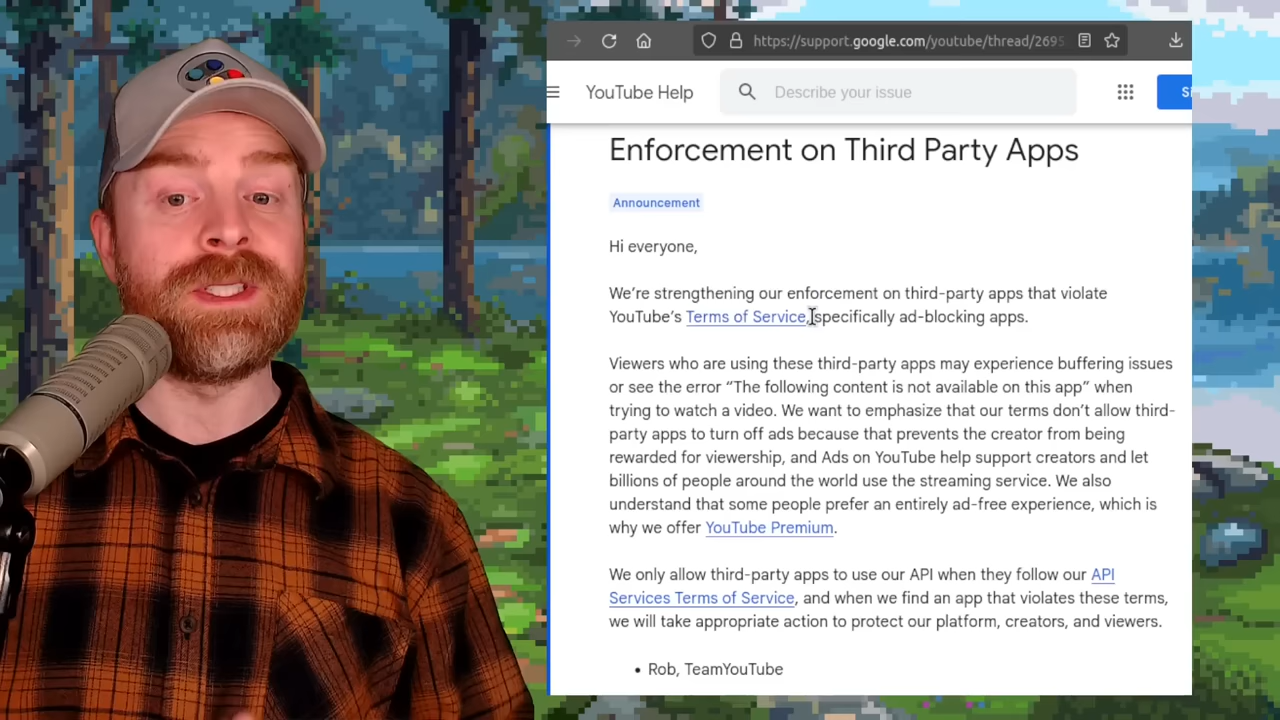 https://support.google.com/youtube/thread/2695
YouTube Help
Describe your issue
Enforcement on Third Party Apps
Announcement
Hi everyone,
We’re strengthening our enforcement on third-party apps that violate
YouTube’s Terms of Service, specifically ad-blocking apps.
Viewers who are using these third-party apps may experience buffering issues
or see the error “The following content is not available on this app” when
trying to watch a video. We want to emphasize that our terms don’t allow third-
party apps to turn off ads because that prevents the creator from being
rewarded for viewership, and Ads on YouTube help support creators and let
billions of people around the world use the streaming service. We also
understand that some people prefer an entirely ad-free experience, which is
why we offer YouTube Premium.
We only allow third-party apps to use our API when they follow our API
Services Terms of Service, and when we find an app that violates these terms,
we will take appropriate action to protect our platform, creators, and viewers.
• Rob, TeamYouTube